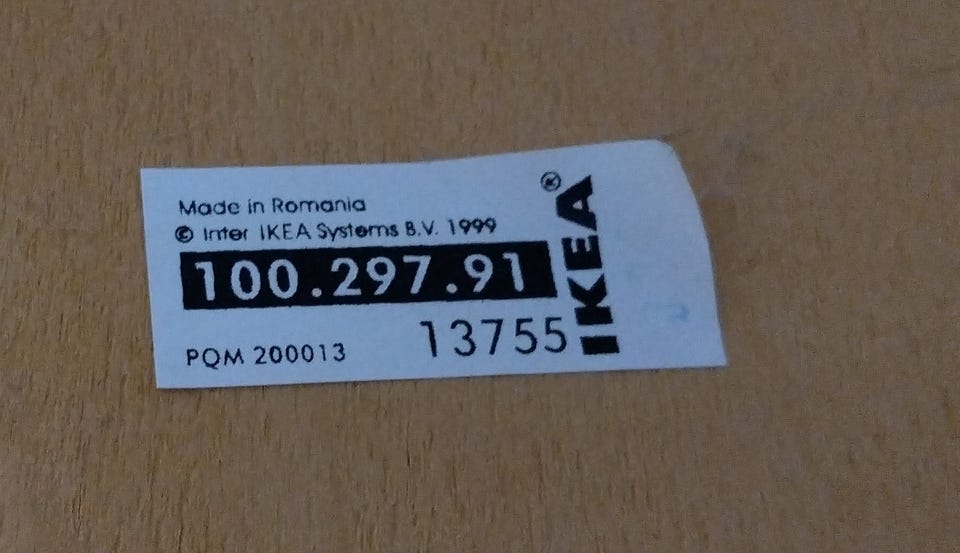 Made in Romania
© Inter IKEA Systems B.V. 1999
100.297.91
PQM 200013
13755
IKEA®